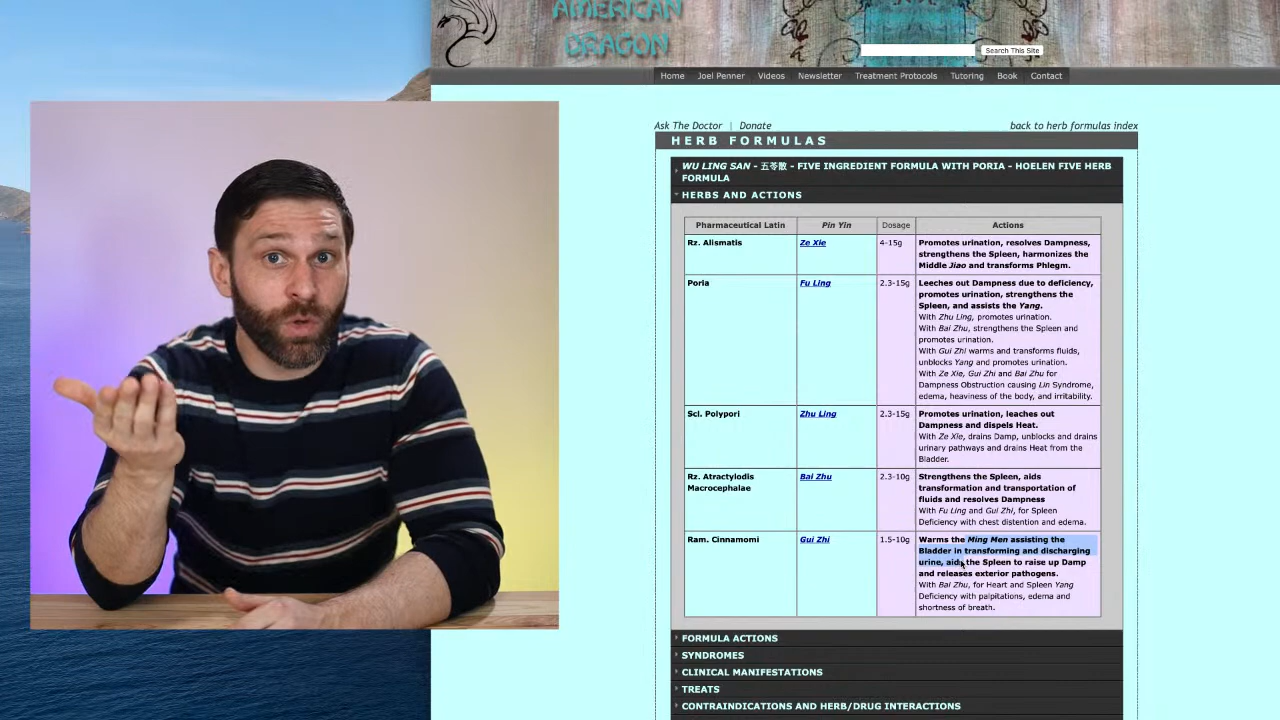 AMERICAN
DRAGON
Search This Site
Home Joel Penner Videos Newsletter Treatment Protocols Tutoring Book Contact
Ask The Doctor | Donate
back to herb formulas index
HERB FORMULAS
WU LING SAN - 五苓散 - FIVE INGREDIENT FORMULA WITH PORIA - HOELEN FIVE HERB
FORMULA
HERBS AND ACTIONS
Pharmaceutical Latin Pin Yin Dosage Actions
Rz. Alismatis Ze Xie 4-15g Promotes urination, resolves Dampness,
strengthens the Spleen, harmonizes the
Middle Jiao and transforms Phlegm.
Poria Fu Ling 2.3-15g Leeches out Dampness due to deficiency,
promotes urination, strengthens the
Spleen, and assists the Yang.
With Zhu Ling, promotes urination.
With Bai Zhu, strengthens the Spleen and
promotes urination.
With Gui Zhi warms and transforms fluids,
unblocks Yang and promotes urination.
With Ze Xie, Gui Zhi and Bai Zhu for
Dampness Obstruction causing Lin Syndrome,
edema, heaviness of the body, and irritability.
Scl. Polypori Zhu Ling 2.3-15g Promotes urination, leaches out
Dampness and dispels Heat.
With Ze Xie, drains Damp, unblocks and drains
urinary pathways and drains Heat from the
Bladder.
Rz. Atractylodis Bai Zhu 2.3-10g Strengthens the Spleen, aids
Macrocephalae transformation and transportation of
fluids and resolves Dampness
With Fu Ling and Gui Zhi, for Spleen
Deficiency with chest distention and edema.
Ram. Cinnamomi Gui Zhi 1.5-10g Warms the Ming Men assisting the
Bladder in transforming and discharging
urine, aids the Spleen to raise up Damp
and releases exterior pathogens.
With Bai Zhu, for Heart and Spleen Yang
Deficiency with palpitations, edema and
shortness of breath.
FORMULA ACTIONS
SYNDROMES
CLINICAL MANIFESTATIONS
TREATS
CONTRAINDICATIONS AND HERB/DRUG INTERACTIONS